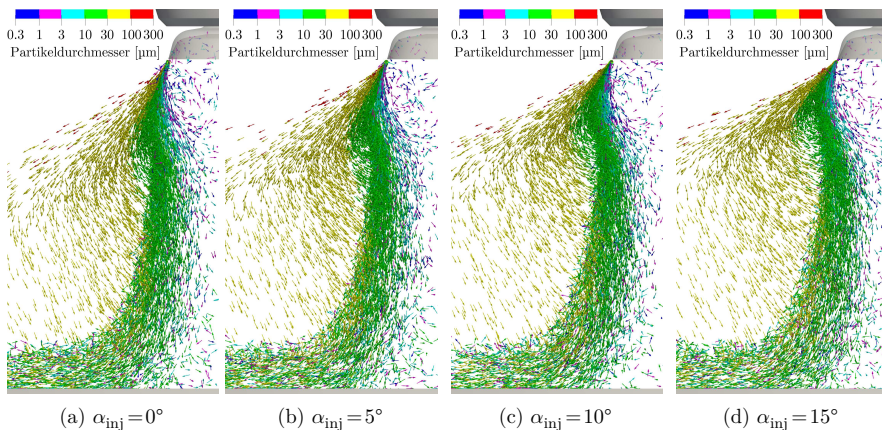 0.3 1 3 10 30 100 300
Partikeldurchmesser [µm]
0.3 1 3 10 30 100 300
Partikeldurchmesser [µm]
0.3 1 3 10 30 100 300
Partikeldurchmesser [µm]
0.3 1 3 10 30 100 300
Partikeldurchmesser [µm]
(a) αinj=0°
(b) αinj=5°
(c) αinj=10°
(d) αinj=15°